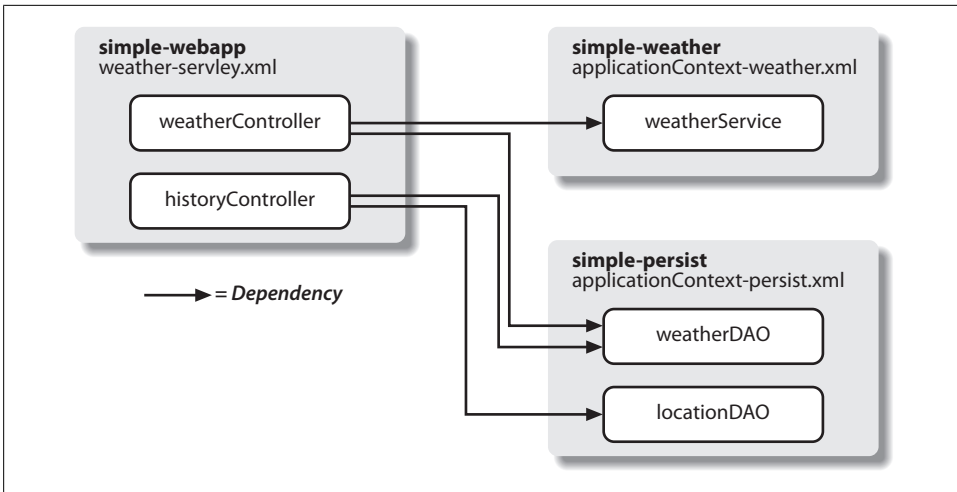 simple-webapp
weather-servley.xml
weatherController
historyController
= Dependency
simple-weather
applicationContext-weather.xml
weatherService
simple-persist
applicationContext-persist.xml
weatherDAO
locationDAO